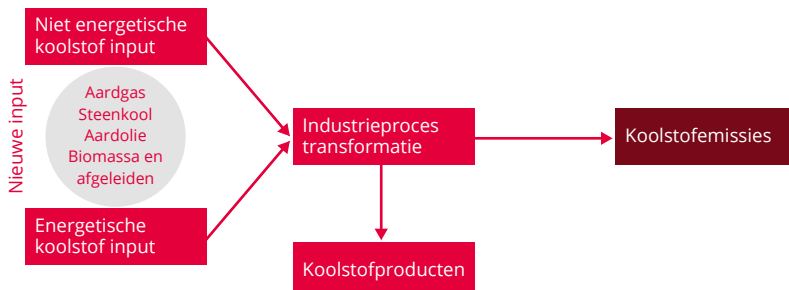 Niet energetische
koolstof input
Nieuwe input
Aardgas
Steenkool
Aardolie
Biomassa en
afgeleiden
Energetische
koolstof input
Industrieproces
transformatie
Koolstofemissies
Koolstofproducten